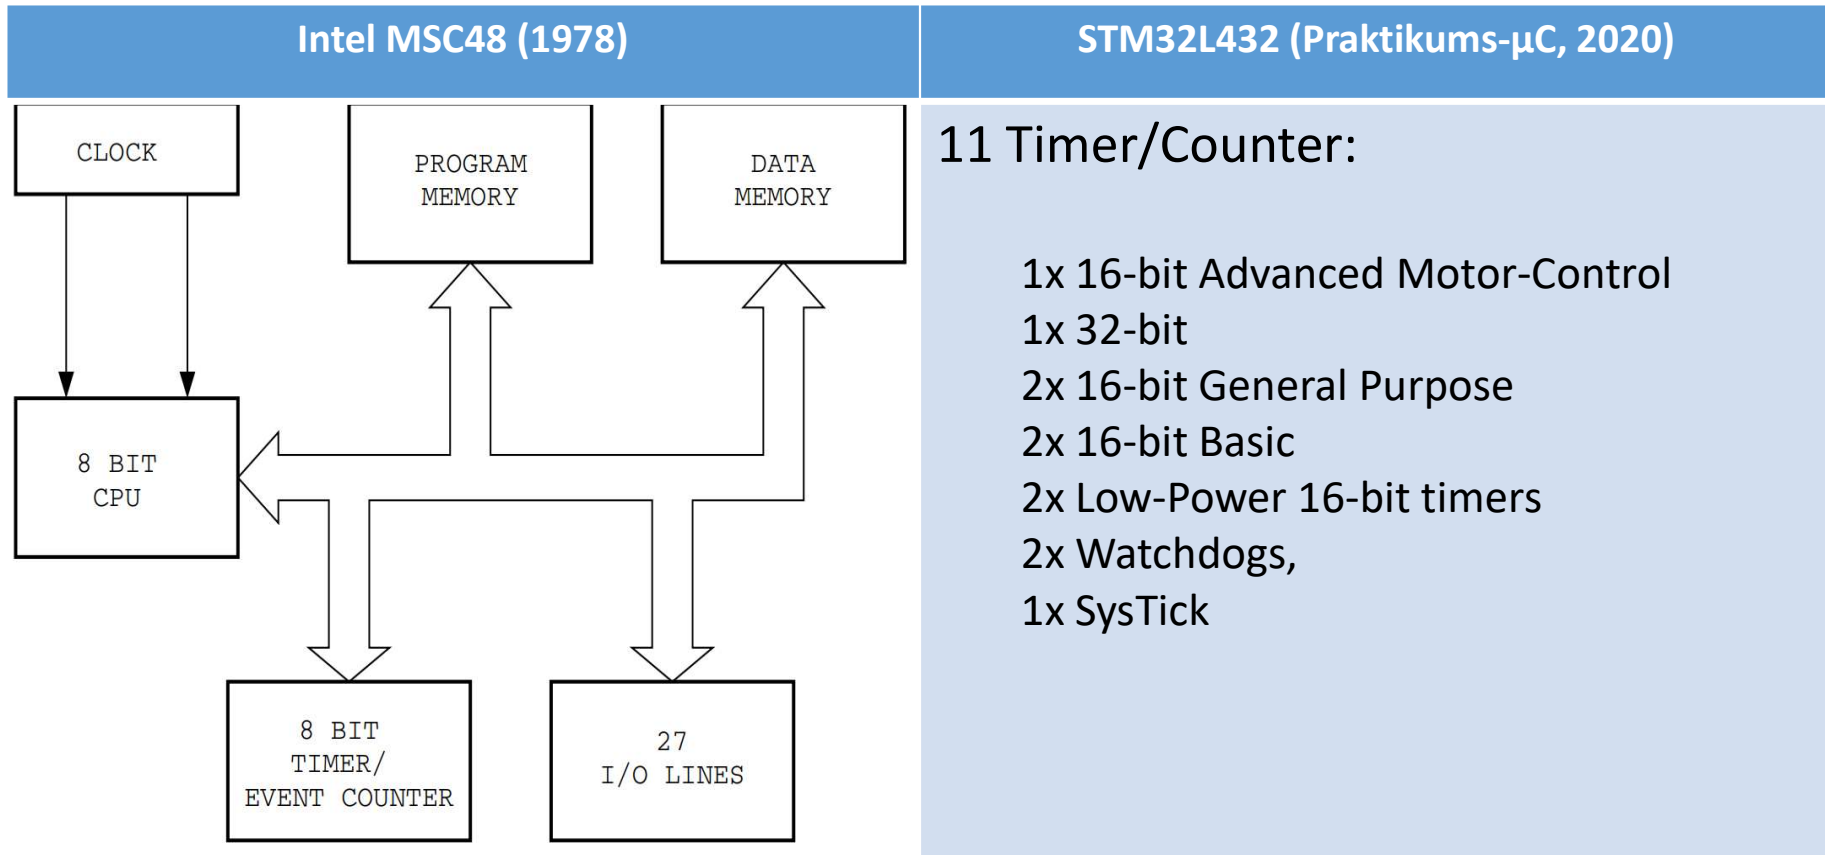 Intel MSC48 (1978)
STM32L432 (Praktikums-µC, 2020)
CLOCK
PROGRAM
MEMORY
DATA
MEMORY
8 BIT
CPU
8 BIT
TIMER/
EVENT COUNTER
27
I/O LINES
11 Timer/Counter:
1x 16-bit Advanced Motor-Control
1x 32-bit
2x 16-bit General Purpose
2x 16-bit Basic
2x Low-Power 16-bit timers
2x Watchdogs,
1x SysTick